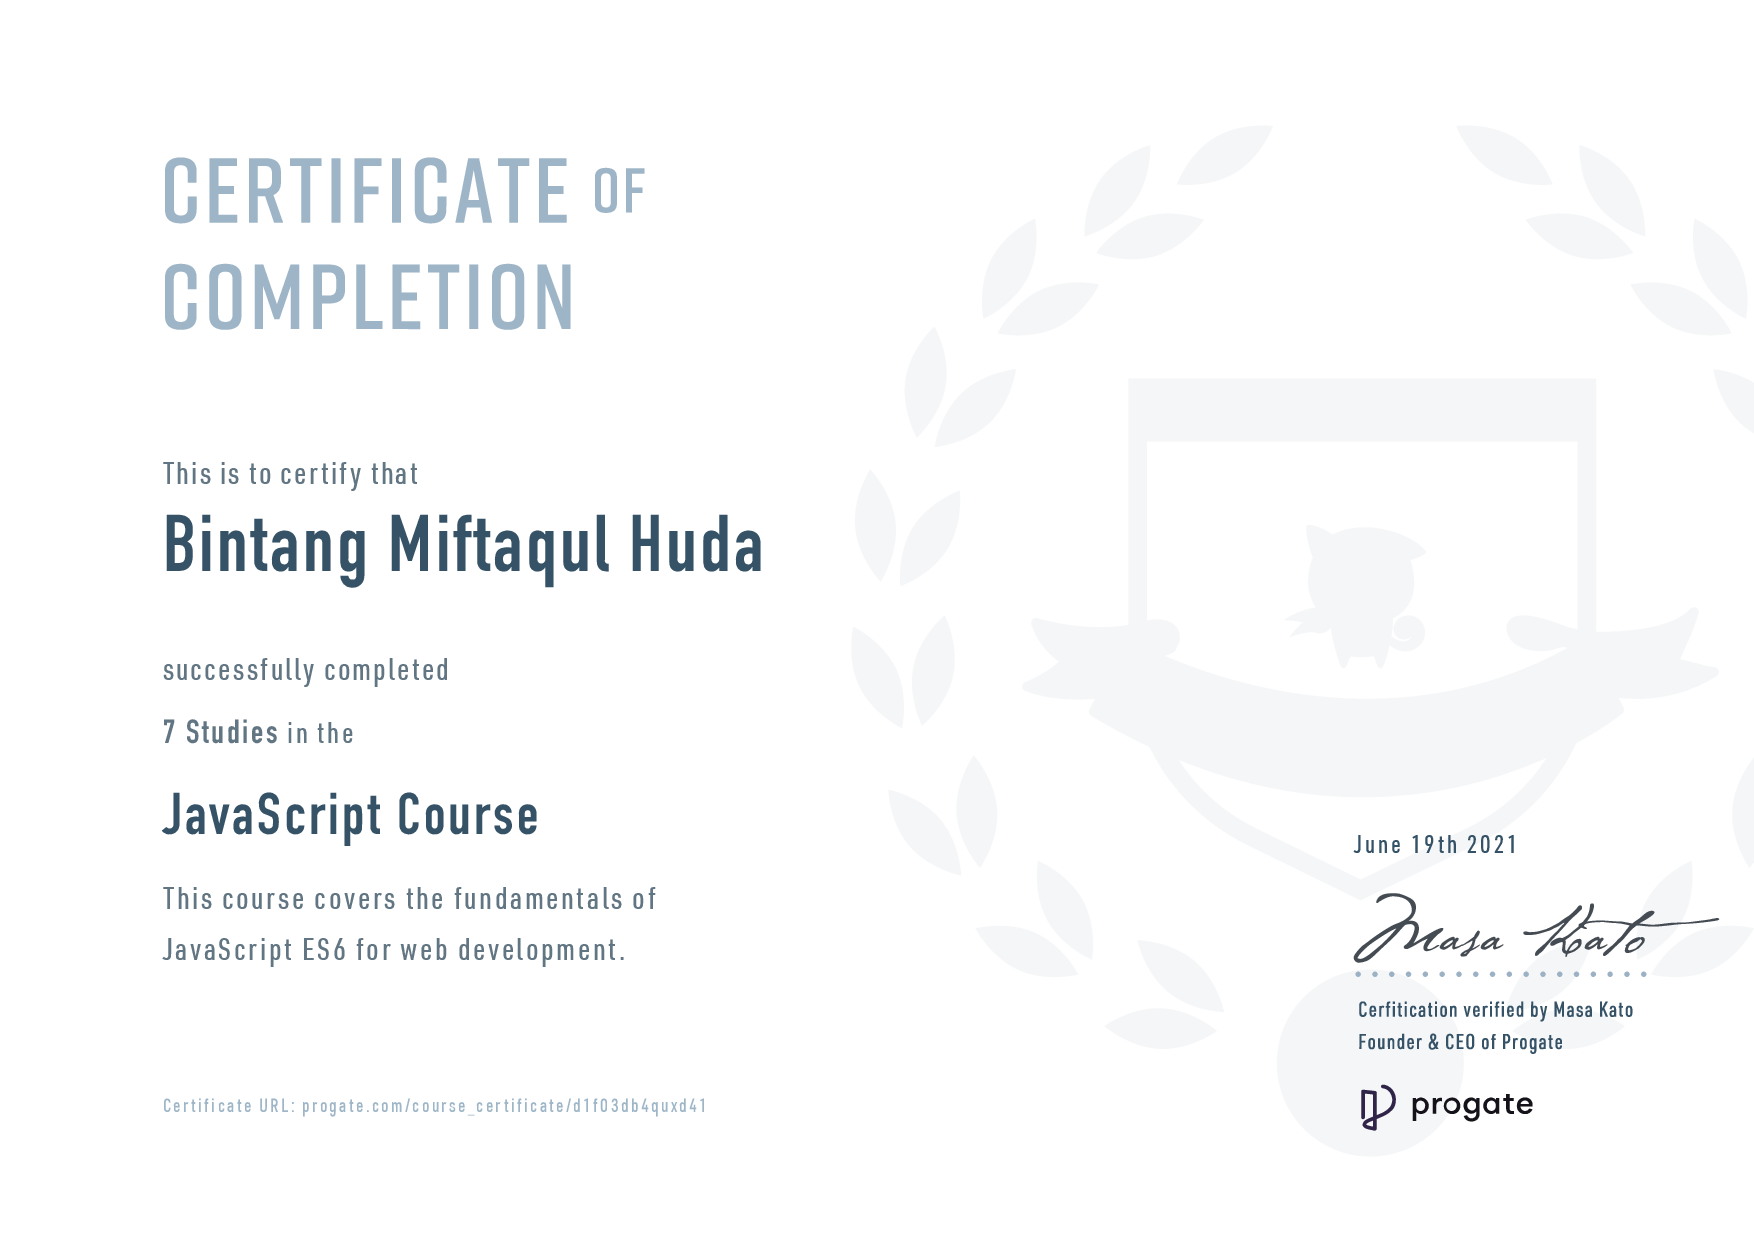 CERTIFICATE OF
COMPLETION
This is to certify that
Bintang Miftaqul Huda
successfully completed
7 Studies in the
JavaScript Course
This course covers the fundamentals of
JavaScript ES6 for web development.
Certificate URL: progate.com/course_certificate/d1f03db4quxd41
June 19th 2021
Masa Kato
Cerfitication verified by Masa Kato
Founder & CEO of Progate
progate